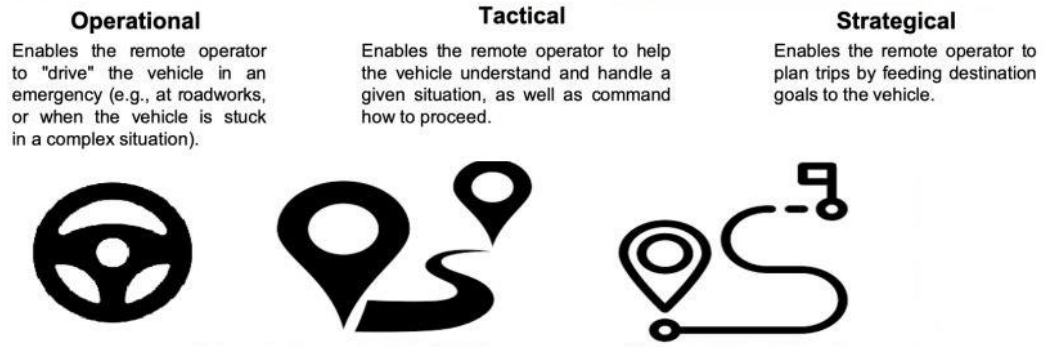 Operational
Enables the remote operator
to "drive" the vehicle in an
emergency (e.g., at roadworks,
or when the vehicle is stuck
in a complex situation).
Tactical
Enables the remote operator to help
the vehicle understand and handle a
given situation, as well as command
how to proceed.
Strategical
Enables the remote operator to
plan trips by feeding destination
goals to the vehicle.